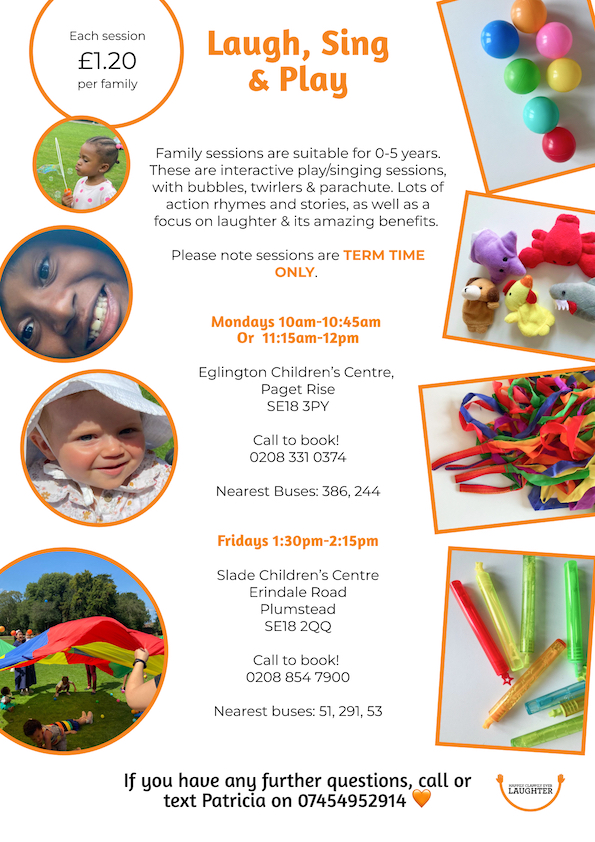 Each session
£1.20
per family
Laugh, Sing
& Play
Family sessions are suitable for 0-5 years.
These are interactive play/singing sessions,
with bubbles, twirlers & parachute. Lots of
action rhymes and stories, as well as a
focus on laughter & its amazing benefits.
Please note sessions are TERM TIME
ONLY.
Mondays 10am-10:45am
Or 11:15am-12pm
Eglington Children's Centre,
Paget Rise
SE18 3PY
Call to book!
0208 331 0374
Nearest Buses: 386, 244
Fridays 1:30pm-2:15pm
Slade Children's Centre
Erindale Road
Plumstead
SE18 2QQ
Call to book!
0208 854 7900
Nearest buses: 51, 291, 53
If you have any further questions, call or
text Patricia on 07454952914 🧡
HAPPILY CLAPPILY EVER
LAUGHTER